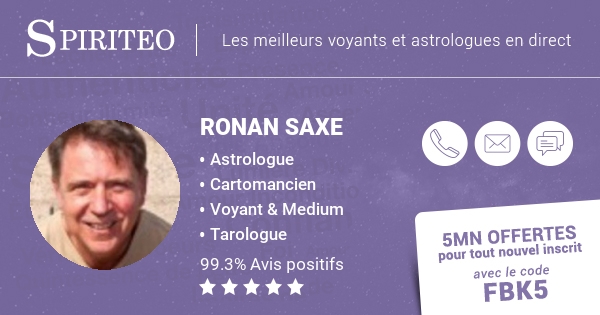 SPIRITEO
Les meilleurs voyants et astrologues en direct
RONAN SAXE
• Astrologue
• Cartomancien
• Voyant & Medium
• Tarologue
99.3% Avis positifs
5MN OFFERTES
pour tout nouvel inscrit
avec le code
FBK5